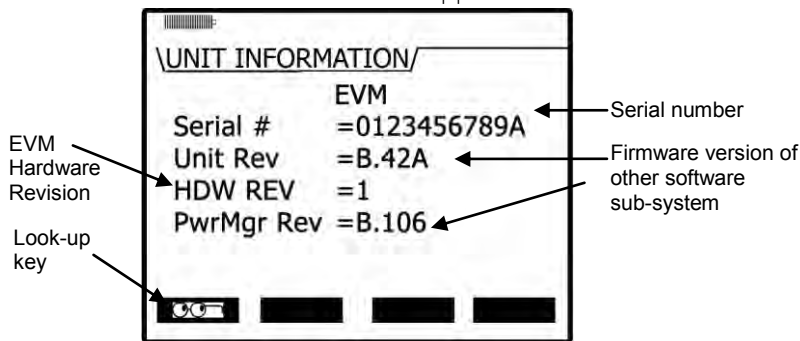 \UNIT INFORMATION/
EVM
Serial # =0123456789A
Unit Rev =B.42A
HDW REV =1
PwrMgr Rev =B.106
EVM
Hardware
Revision
Look-up
key
Serial number
Firmware version of
other software
sub-system